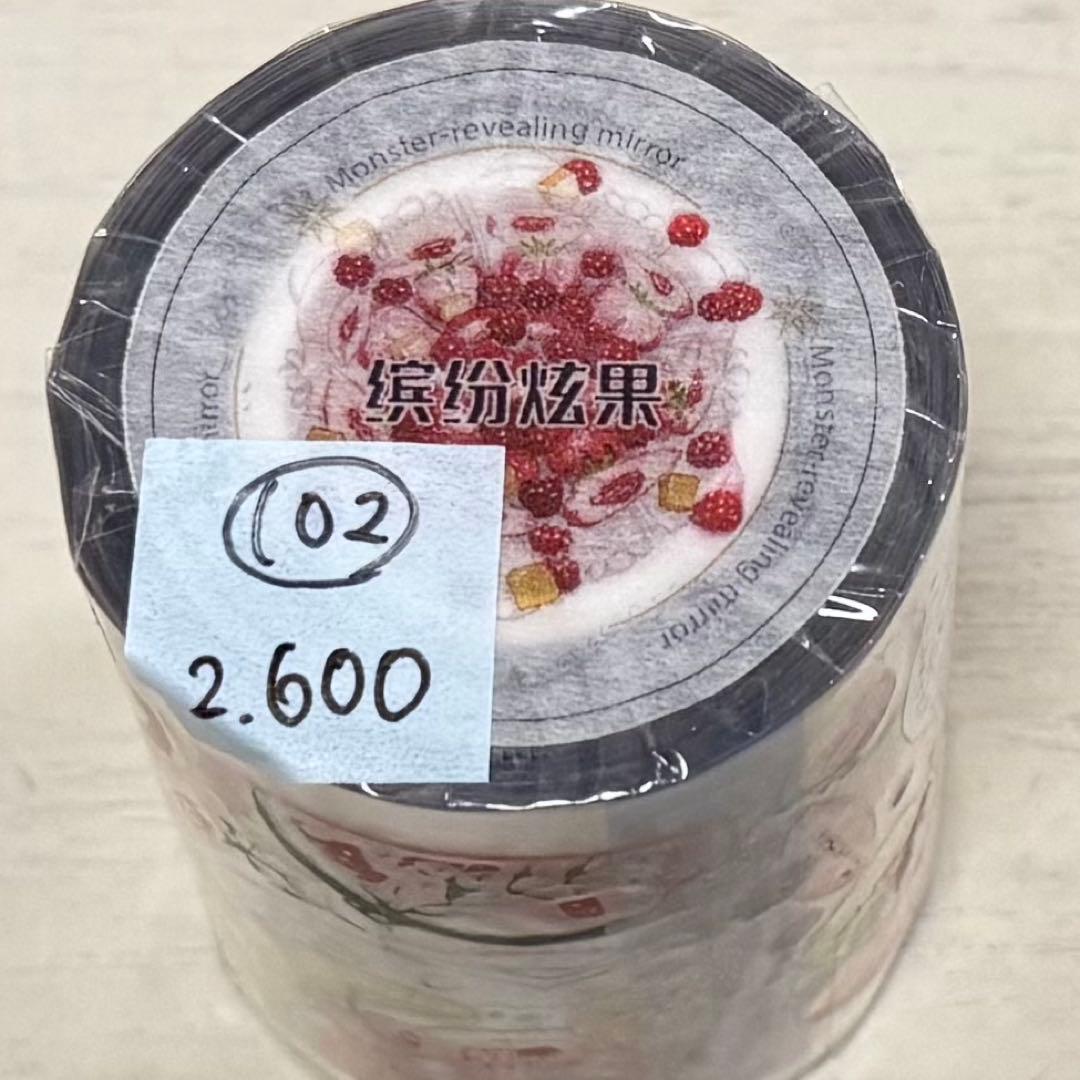 Monster-revealing mirror
Monster-revealing mirror
缤纷炫果
102
2.600